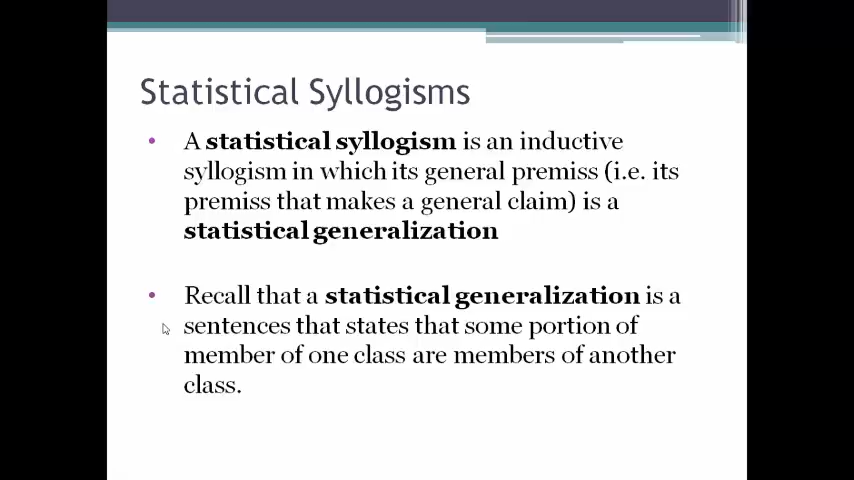 Statistical Syllogisms
• A statistical syllogism is an inductive
syllogism in which its general premiss (i.e. its
premiss that makes a general claim) is a
statistical generalization
• Recall that a statistical generalization is a
sentences that states that some portion of
member of one class are members of another
class.